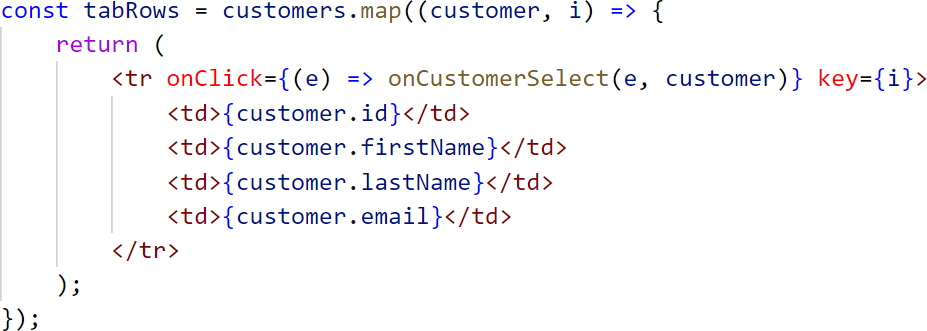 const tabRows = customers.map((customer, i) => {
return (
<tr onClick={(e) => onCustomerSelect(e, customer)} key={i}>
<td>{customer.id}</td>
<td>{customer.firstName}</td>
<td>{customer.lastName}</td>
<td>{customer.email}</td>
</tr>
);
});